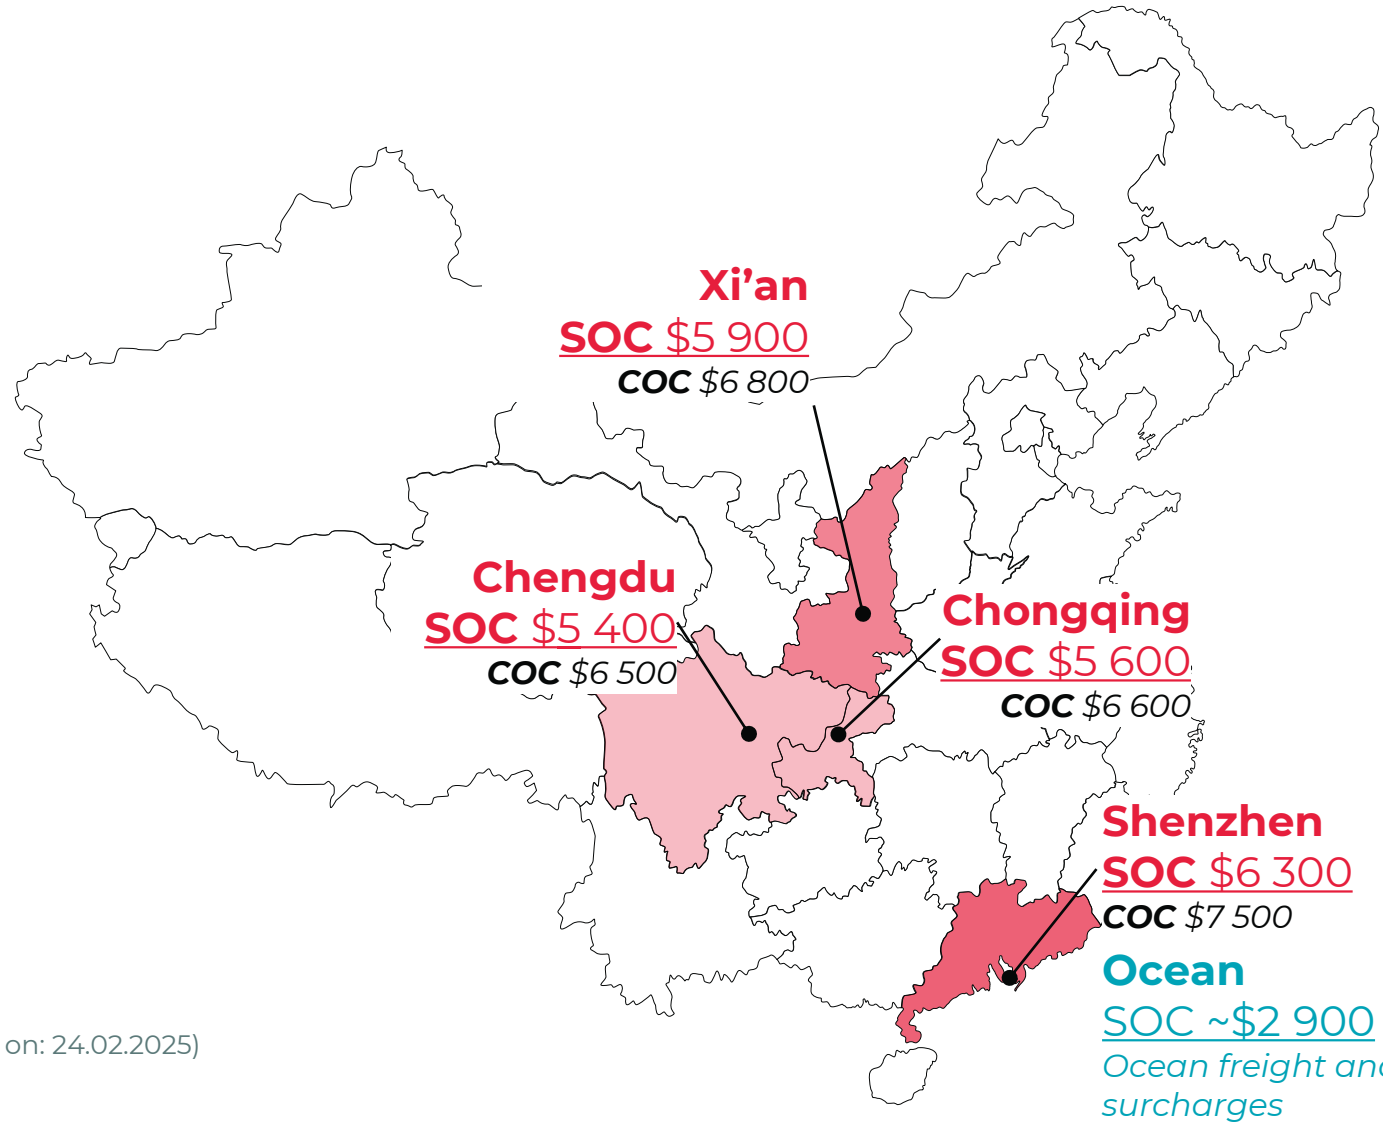 Xi’an
SOC $5 900
COC $6 800
Chengdu
SOC $5 400
COC $6 500
Chongqing
SOC $5 600
COC $6 600
Shenzhen
SOC $6 300
COC $7 500
Ocean
SOC ~$2 900
Ocean freight and
surcharges
on: 24.02.2025)